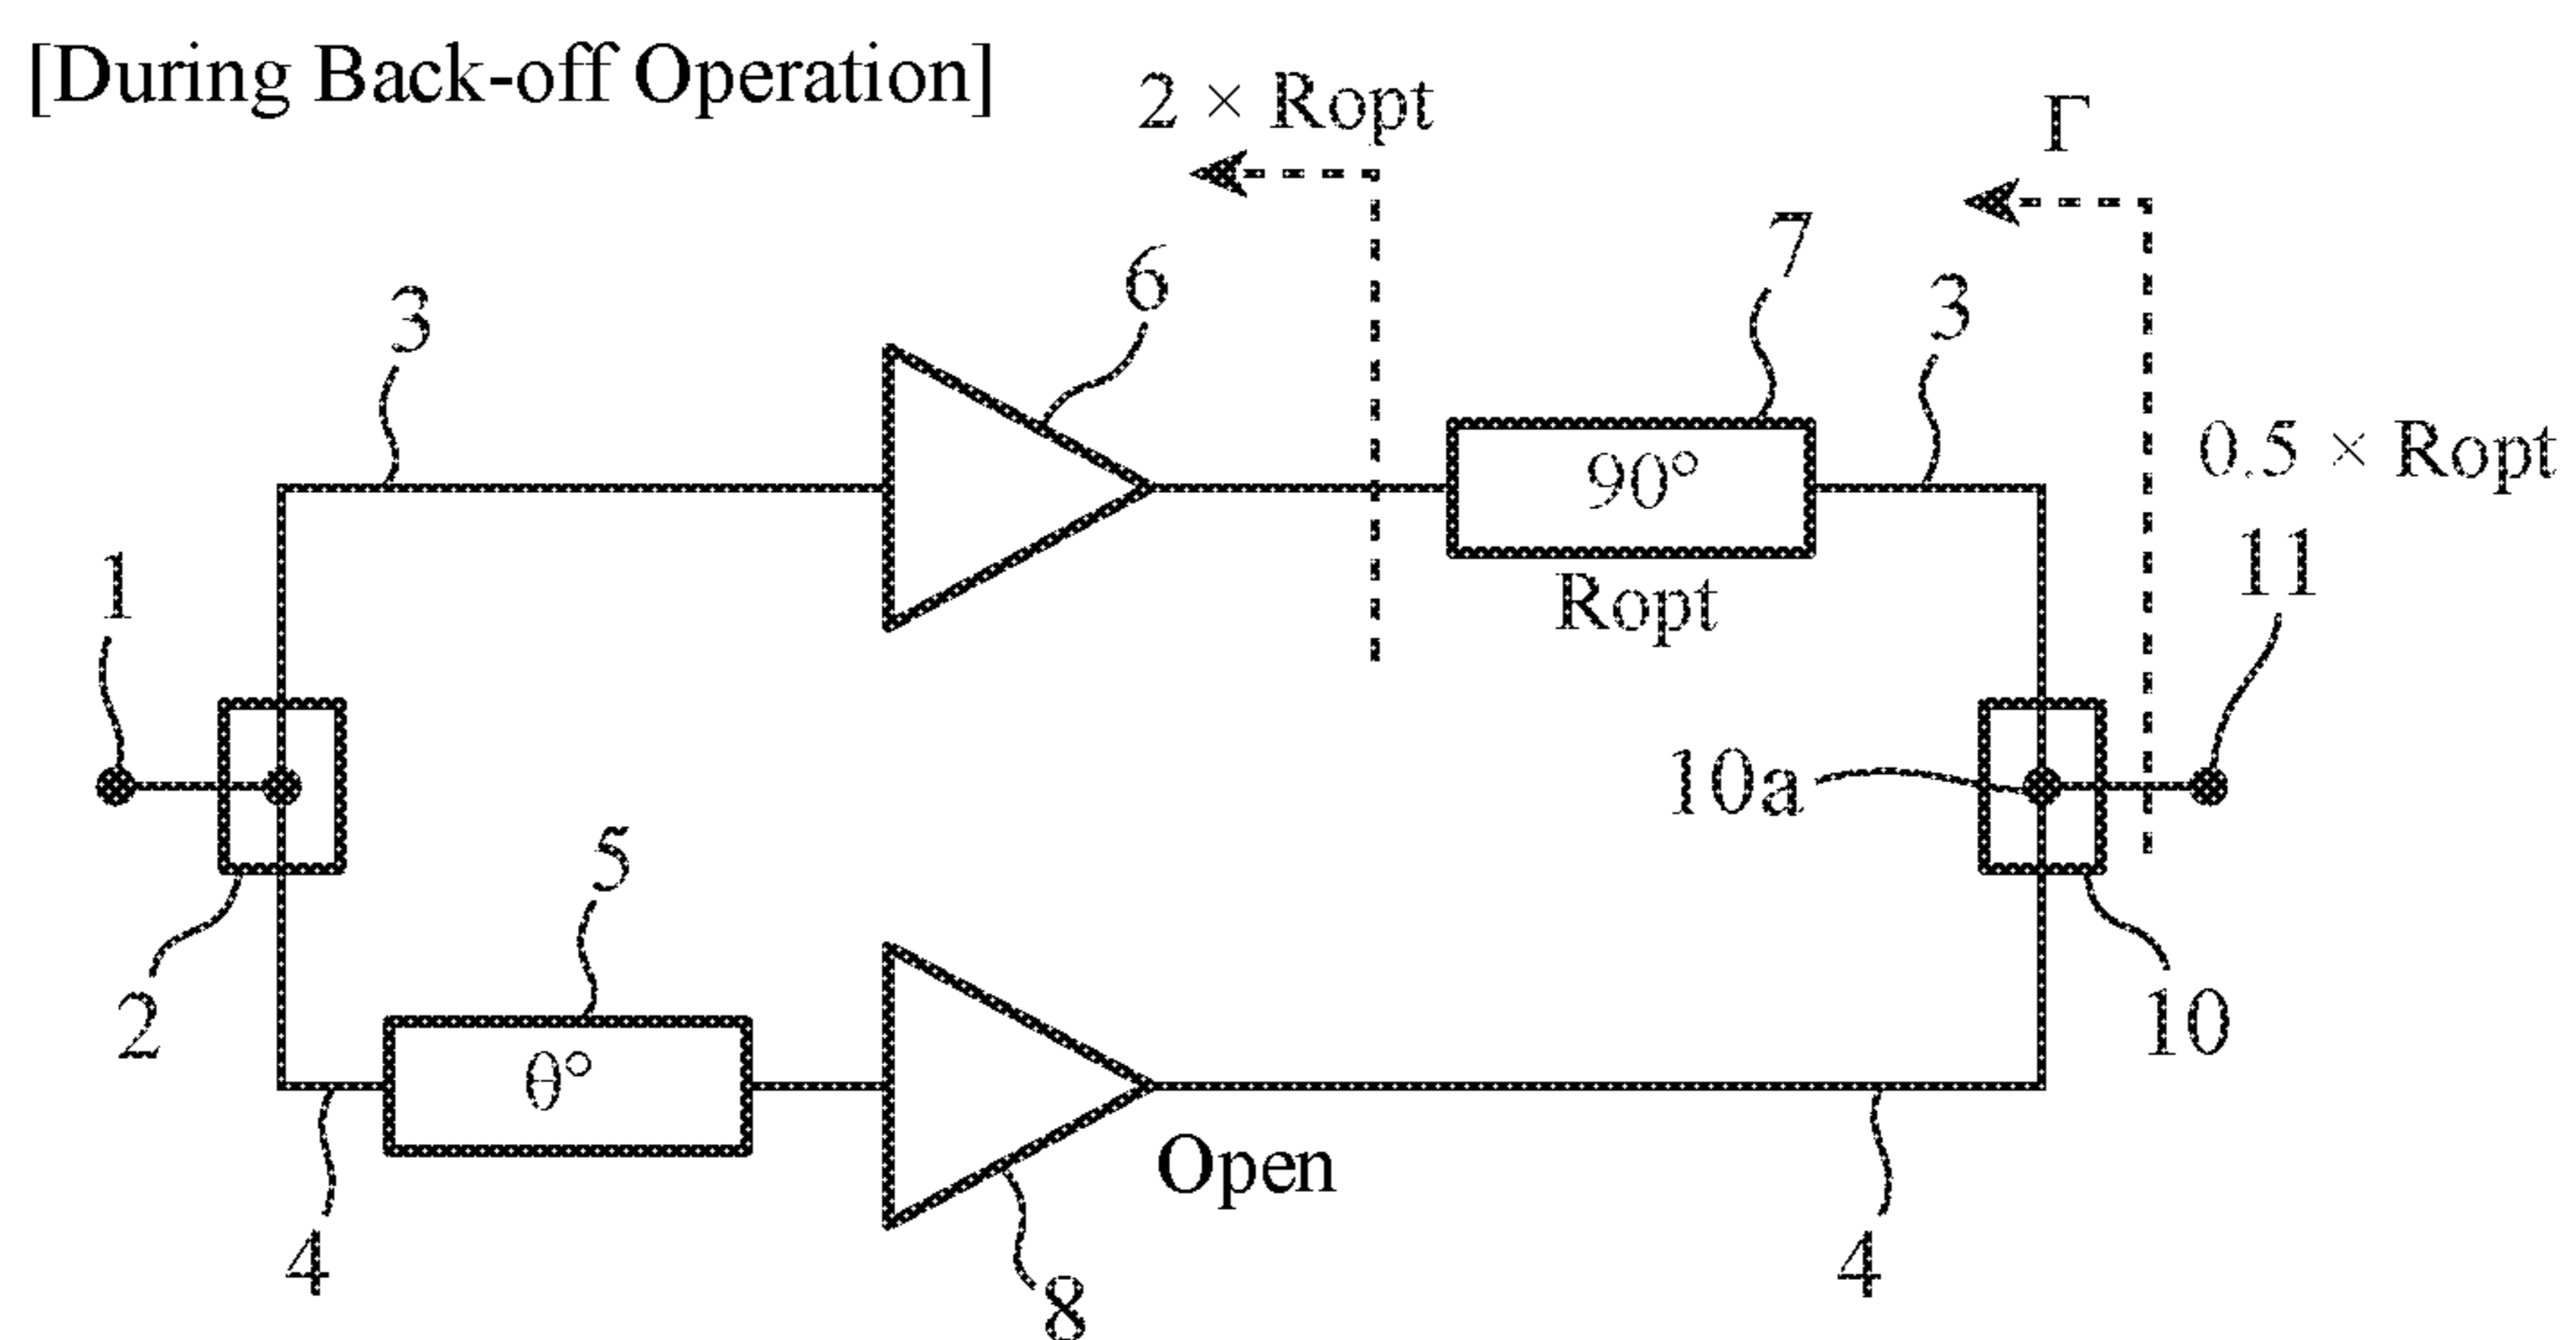 [During Back-off Operation]
2 × Ropt
Γ
6
7
3
3
90°
0.5 × Ropt
Ropt
11
1
10a
5
2
θ°
10
Open
4
8
4